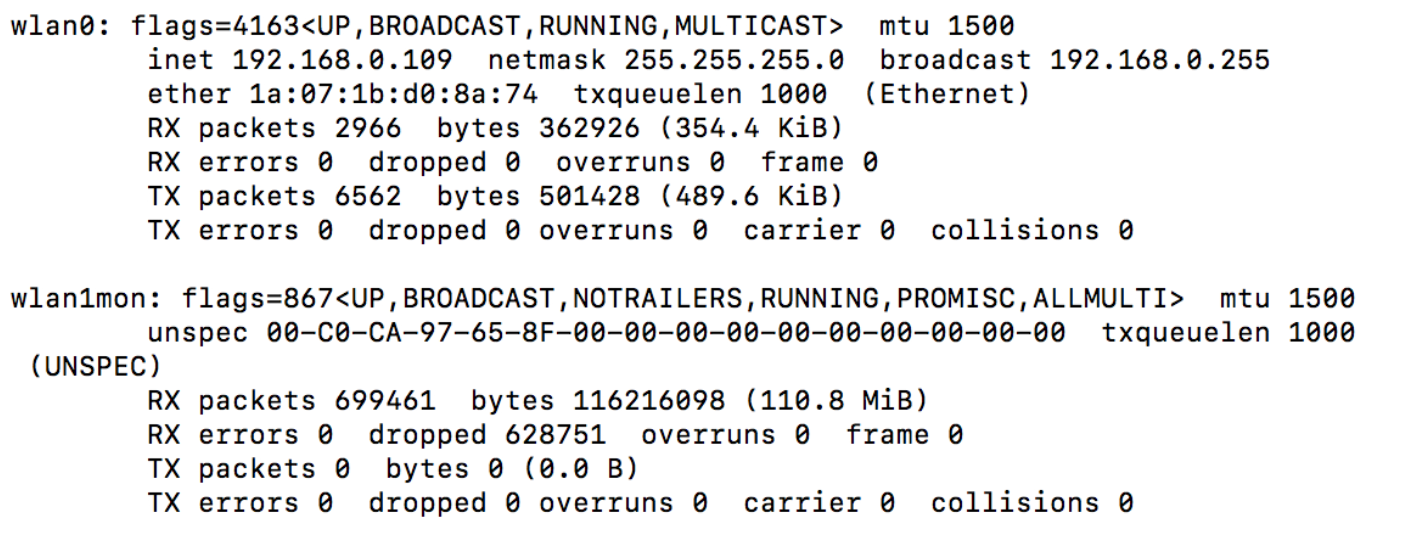 wlan0: flags=4163<UP,BROADCAST,RUNNING,MULTICAST>  mtu 1500
        inet 192.168.0.109  netmask 255.255.255.0  broadcast 192.168.0.255
        ether 1a:07:1b:d0:8a:74  txqueuelen 1000  (Ethernet)
        RX packets 2966  bytes 362926 (354.4 KiB)
        RX errors 0  dropped 0  overruns 0  frame 0
        TX packets 6562  bytes 501428 (489.6 KiB)
        TX errors 0  dropped 0 overruns 0  carrier 0  collisions 0

wlan1mon: flags=867<UP,BROADCAST,NOTRAILERS,RUNNING,PROMISC,ALLMULTI>  mtu 1500
        unspec 00-C0-CA-97-65-8F-00-00-00-00-00-00-00-00-00-00  txqueuelen 1000
 (UNSPEC)
        RX packets 699461  bytes 116216098 (110.8 MiB)
        RX errors 0  dropped 628751  overruns 0  frame 0
        TX packets 0  bytes 0 (0.0 B)
        TX errors 0  dropped 0 overruns 0  carrier 0  collisions 0